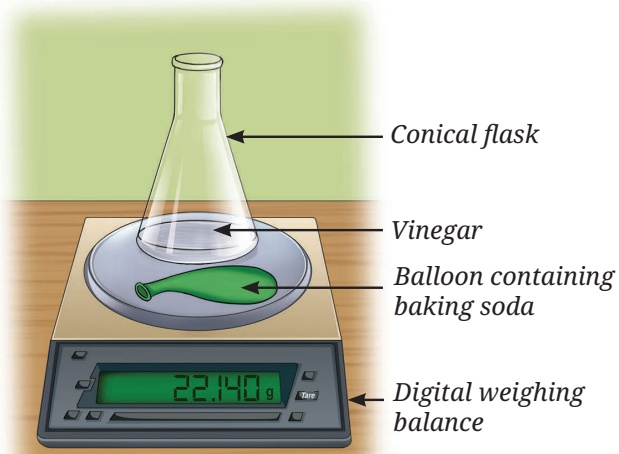 Conical flask
Vinegar
Balloon containing
baking soda
22.140 g
Tare
Digital weighing
balance